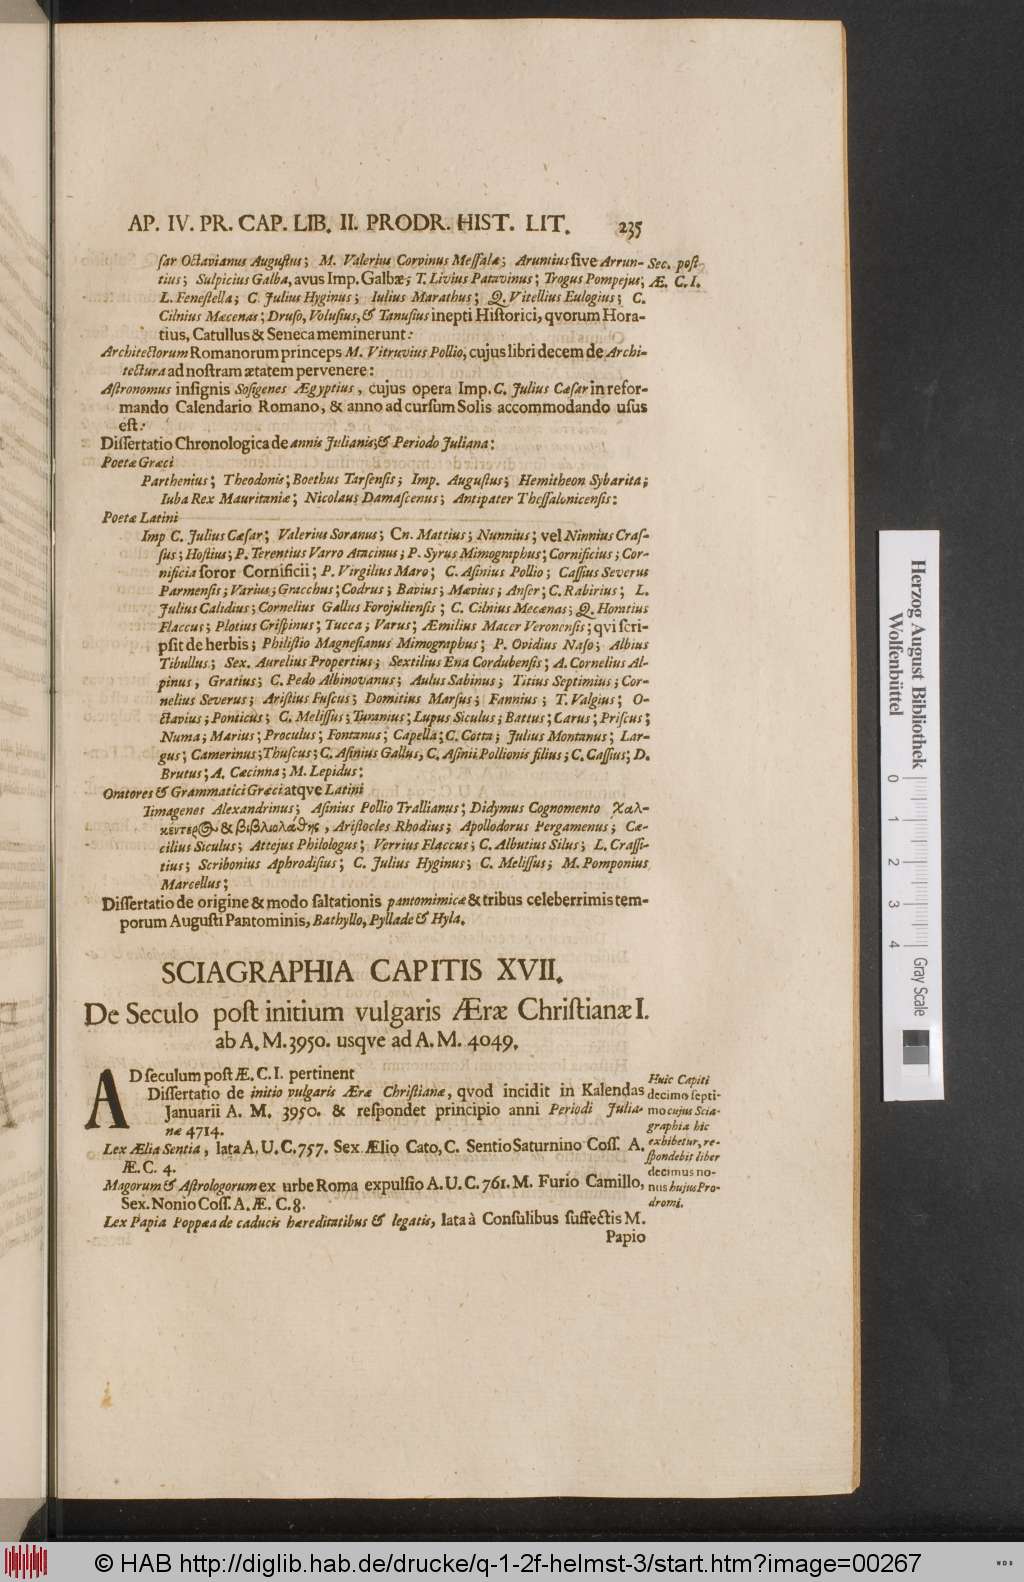 AP. IV. PR. CAP. LIB. II. PRODR. HIST. LIT. 235
ſar Octavianus Auguſtus; M. Valerius Corvinus Meſſala; Aruntius ſive Arrun-
tius; Sulpicius Galba, avus Imp. Galbæ; T. Livius Patavinus; Trogus Pompejus;
L. Feneſtella; C. Julius Hyginus; Iulius Marathus; Q. Vitellius Eulogius; C.
Cilnius Mæcenas; Druſo, Voluſius, & Tanuſius inepti Hiſtorici, qvorum Hora-
tius, Catullus & Seneca meminerunt:
Sec. poſt
Æ. C. I.
Architectorum Romanorum princeps M. Vitruvius Pollio, cujus libri decem de Archi-
tectura ad noſtram ætatem pervenere:
Aſtronomus inſignis Soſigenes Ægyptius, cujus opera Imp. C. Julius Cæſar in refor-
mando Calendario Romano, & anno ad curſum Solis accommodando uſus
eſt:
Diſſertatio Chronologica de annis Julianis, & Periodo Juliana:
Poetæ Græci
Parthenius; Theodonis; Boethus Tarſenſis; Imp. Auguſtus; Hemitheon Sybarita;
Iuba Rex Mauritaniæ; Nicolaus Damaſcenus; Antipater Theſſalonicenſis:
Poetæ Latini
Imp C. Julius Cæſar; Valerius Soranus; Cn. Mattius; Nunnius; vel Ninnius Craſ-
ſus; Hoſtius; P. Terentius Varro Atacinus; P. Syrus Mimographus; Cornificius; Cor-
nificia ſoror Cornificii; P. Virgilius Maro; C. Aſinius Pollio; Caſſius Severus
Parmenſis; Varius; Gracchus; Codrus; Bavius; Mævius; Anſer; C. Rabirius; L.
Julius Calidius; Cornelius Gallus Forojulienſis; C. Cilnius Mecænas; Q. Horatius
Flaccus; Plotius Criſpinus; Tucca; Varus; Æmilius Macer Veronenſis; qvi ſcri-
pſit de herbis; Philiſtio Magneſianus Mimographus; P. Ovidius Naſo; Albius
Tibullus; Sex. Aurelius Propertius; Sextilius Ena Cordubenſis; A. Cornelius Al-
pinus, Gratius; C. Pedo Albinovanus; Aulus Sabinus; Titius Septimius; Cor-
nelius Severus; Ariſtius Fuſcus; Domitius Marſus; Fannius; T. Valgius; O-
ctavius; Ponticus; C. Meliſſus; Turanius; Lupus Siculus; Battus; Carus; Priſcus;
Numa; Marius; Proculus; Fontanus; Capella; C. Cotta; Julius Montanus; Lar-
gus; Camerinus; Thuſcus; C. Aſinius Gallus, C. Aſinii Pollionis filius; C. Caſſius; D.
Brutus; A. Cæcinna; M. Lepidus:
Oratores & Grammatici Græci atqve Latini
Timagenes Alexandrinus; Aſinius Pollio Trallianus; Didymus Cognomento Χαλ-
κεντερΘ & βιβλιολάθης, Ariſtocles Rhodius; Apollodorus Pergamenus; Cæ-
cilius Siculus; Attejus Philologus; Verrius Flaccus; C. Albutius Silus; L. Craſſi-
tius; Scribonius Aphrodiſius; C. Julius Hyginus; C. Meliſſus; M. Pomponius
Marcellus;
Diſſertatio de origine & modo ſaltationis pantomimicæ & tribus celeberrimis tem-
porum Auguſti Pantominis, Bathyllo, Pyllade & Hyla.
SCIAGRAPHIA CAPITIS XVII.
De Seculo poſt initium vulgaris Æræ Chriſtianæ I.
ab A. M. 3950. usqve ad A. M. 4049.
AD ſeculum poſt Æ. C. I. pertinent
Diſſertatio de initio vulgaris Æræ Chriſtianæ, qvod incidit in Kalendas
Januarii A. M. 3950. & reſpondet principio anni Periodi Julia-
næ 4714.
Lex Ælia Sentia, lata A. U. C. 757. Sex Ælio Cato, C. Sentio Saturnino Coſſ. A.
Æ. C. 4.
Magorum & Aſtrologorum ex urbe Roma expulſio A. U. C. 761. M. Furio Camillo,
Sex. Nonio Coſſ. A. Æ. C. 8.
Lex Papia Poppæa de caducis hæreditatibus & legatis, lata à Conſulibus ſuffectis M.
Papio
Huic Capiti
decimo ſepti-
mo cujus Scia-
graphia hic
exhibetur, re-
ſpondebit liber
decimus no-
nus hujus Pro-
dromi.
Herzog August Bibliothek
Wolfenbüttel
0 1 2 3 4
Gray Scale
© HAB http://diglib.hab.de/drucke/q-1-2f-helmst-3/start.htm?image=00267